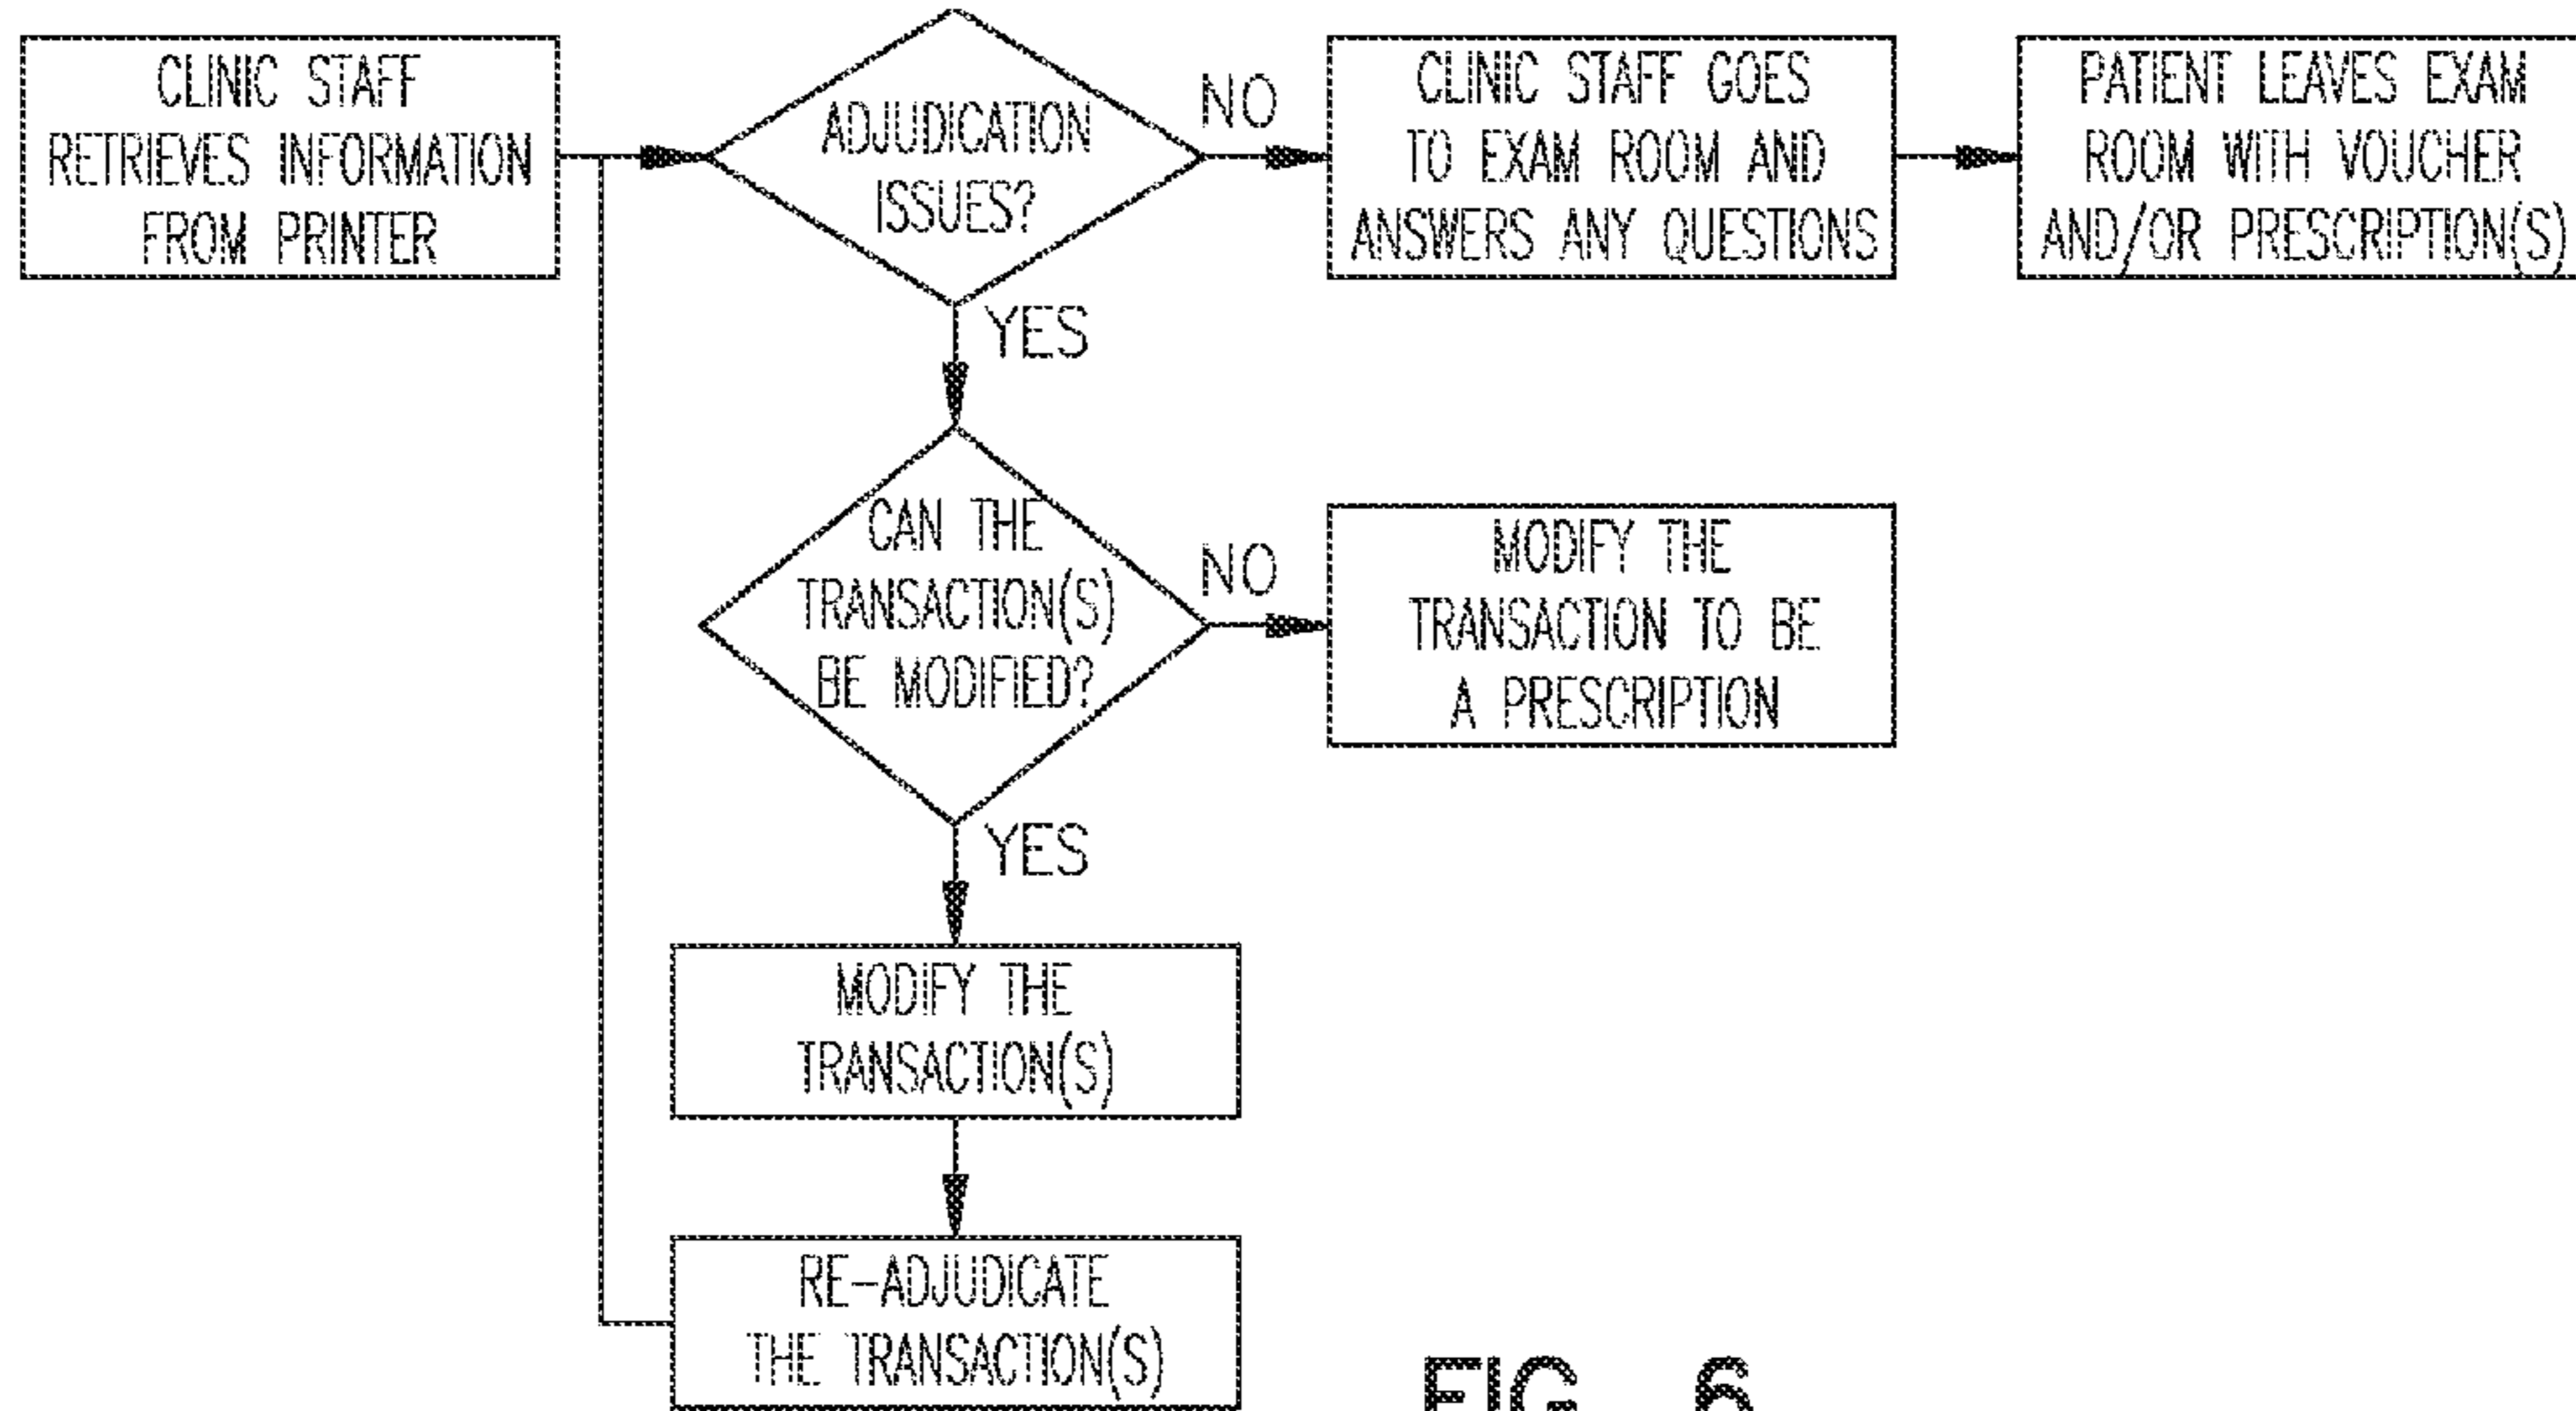 CLINIC STAFF
RETRIEVES INFORMATION
FROM PRINTER
ADJUDICATION
ISSUES?
NO
CLINIC STAFF GOES
TO EXAM ROOM AND
ANSWERS ANY QUESTIONS
PATIENT LEAVES EXAM
ROOM WITH VOUCHER
AND/OR PRESCRIPTION(S)
YES
CAN THE
TRANSACTION(S)
BE MODIFIED?
NO
MODIFY THE
TRANSACTION TO BE
A PRESCRIPTION
YES
MODIFY THE
TRANSACTION(S)
RE-ADJUDICATE
THE TRANSACTION(S)
FIG. 6